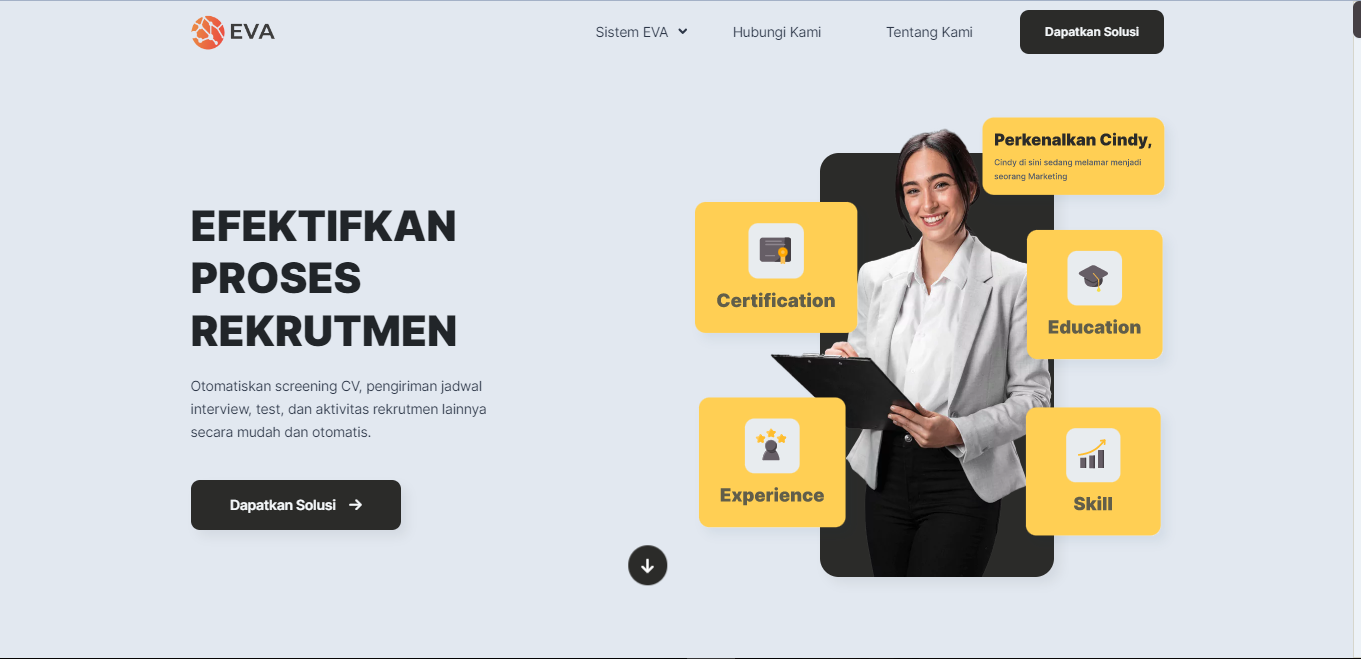 EVA
Sistem EVA
Hubungi Kami
Tentang Kami
Dapatkan Solusi
EFEKTIFKAN
PROSES
REKRUTMEN
Otomatiskan screening CV, pengiriman jadwal
interview, test, dan aktivitas rekrutmen lainnya
secara mudah dan otomatis.
Dapatkan Solusi
Perkenalkan Cindy,
Cindy di sini sedang melamar menjadi
seorang Marketing
Certification
Education
Experience
Skill